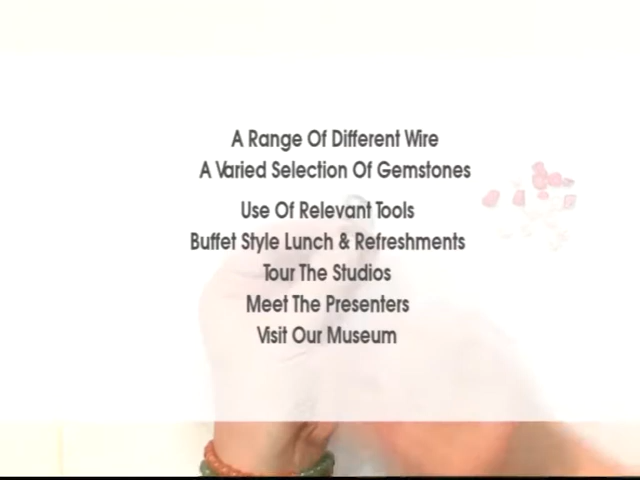 A Range Of Different Wire
A Varied Selection Of Gemstones
Use Of Relevant Tools
Buffet Style Lunch & Refreshments
Tour The Studios
Meet The Presenters
Visit Our Museum